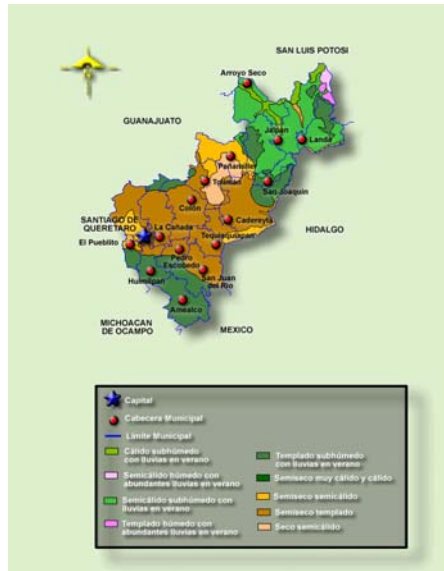 SAN LUIS POTOSI
Arroyo Seco
GUANAJUATO
Jalpan
Landa
Peñamiller
Toliman
San Joaquin
Colón
Cadereyta
SANTIAGO DE
QUERETARO
La Cañada
HIDALGO
El Pueblito
Tequisquiapan
Pedro
Escobedo
Huimilpan
San Juan
del Rio
Amealco
MICHOACAN
DE OCAMPO
MEXICO
Capital
Cabecera Municipal
Límite Municipal
Cálido subhúmedo
con lluvias en verano
Semicálido húmedo con
abundantes lluvias en verano
Semicálido subhúmedo con
lluvias en verano
Templado húmedo con
abundantes lluvias en verano
Templado subhúmedo
con lluvias en verano
Semiseco muy cálido y cálido
Semiseco semicálido
Semiseco templado
Seco semicálido